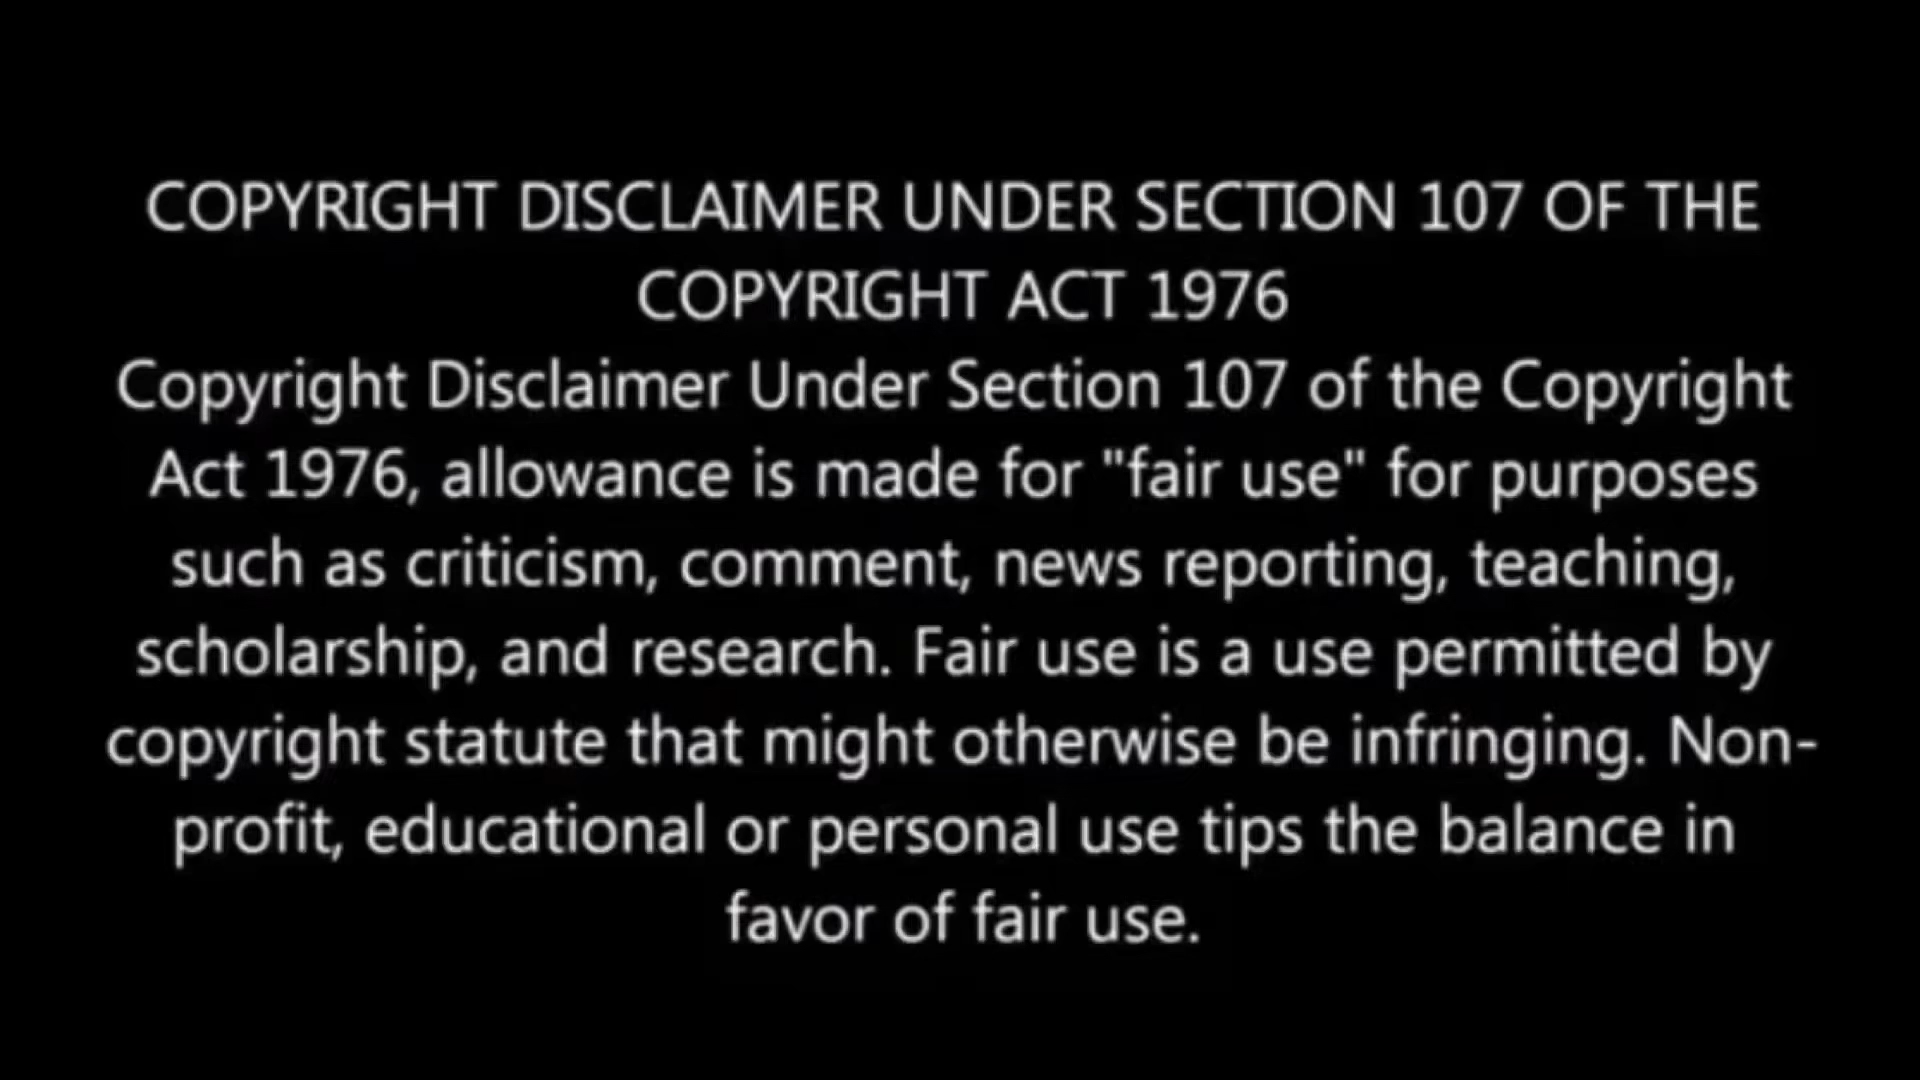 COPYRIGHT DISCLAIMER UNDER SECTION 107 OF THE
COPYRIGHT ACT 1976
Copyright Disclaimer Under Section 107 of the Copyright
Act 1976, allowance is made for "fair use" for purposes
such as criticism, comment, news reporting, teaching,
scholarship, and research. Fair use is a use permitted by
copyright statute that might otherwise be infringing. Non-
profit, educational or personal use tips the balance in
favor of fair use.